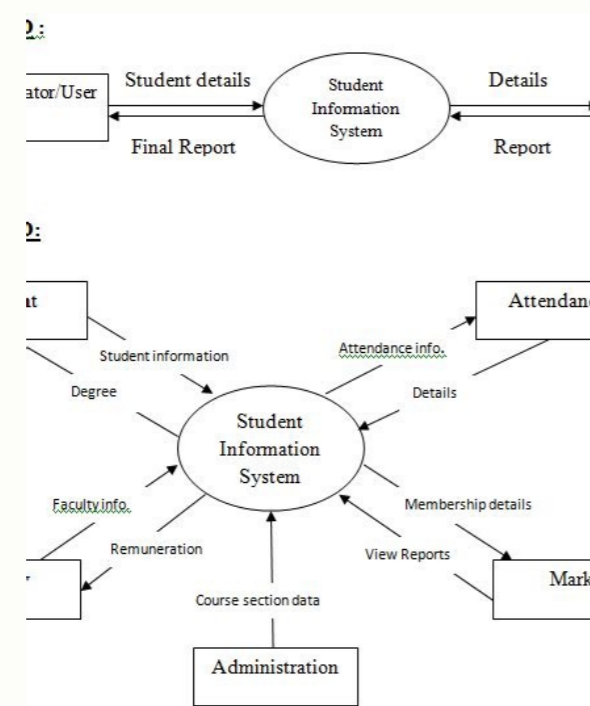 D:
ator/User
Student details
Student
Information
System
Details
Final Report
Report
D:
nt
Attendanc
Student information
Attendance info.
Degree
Details
Student
Information
System
Faculty info.
Membership details
Remuneration
View Reports
Mark
Course section data
Administration